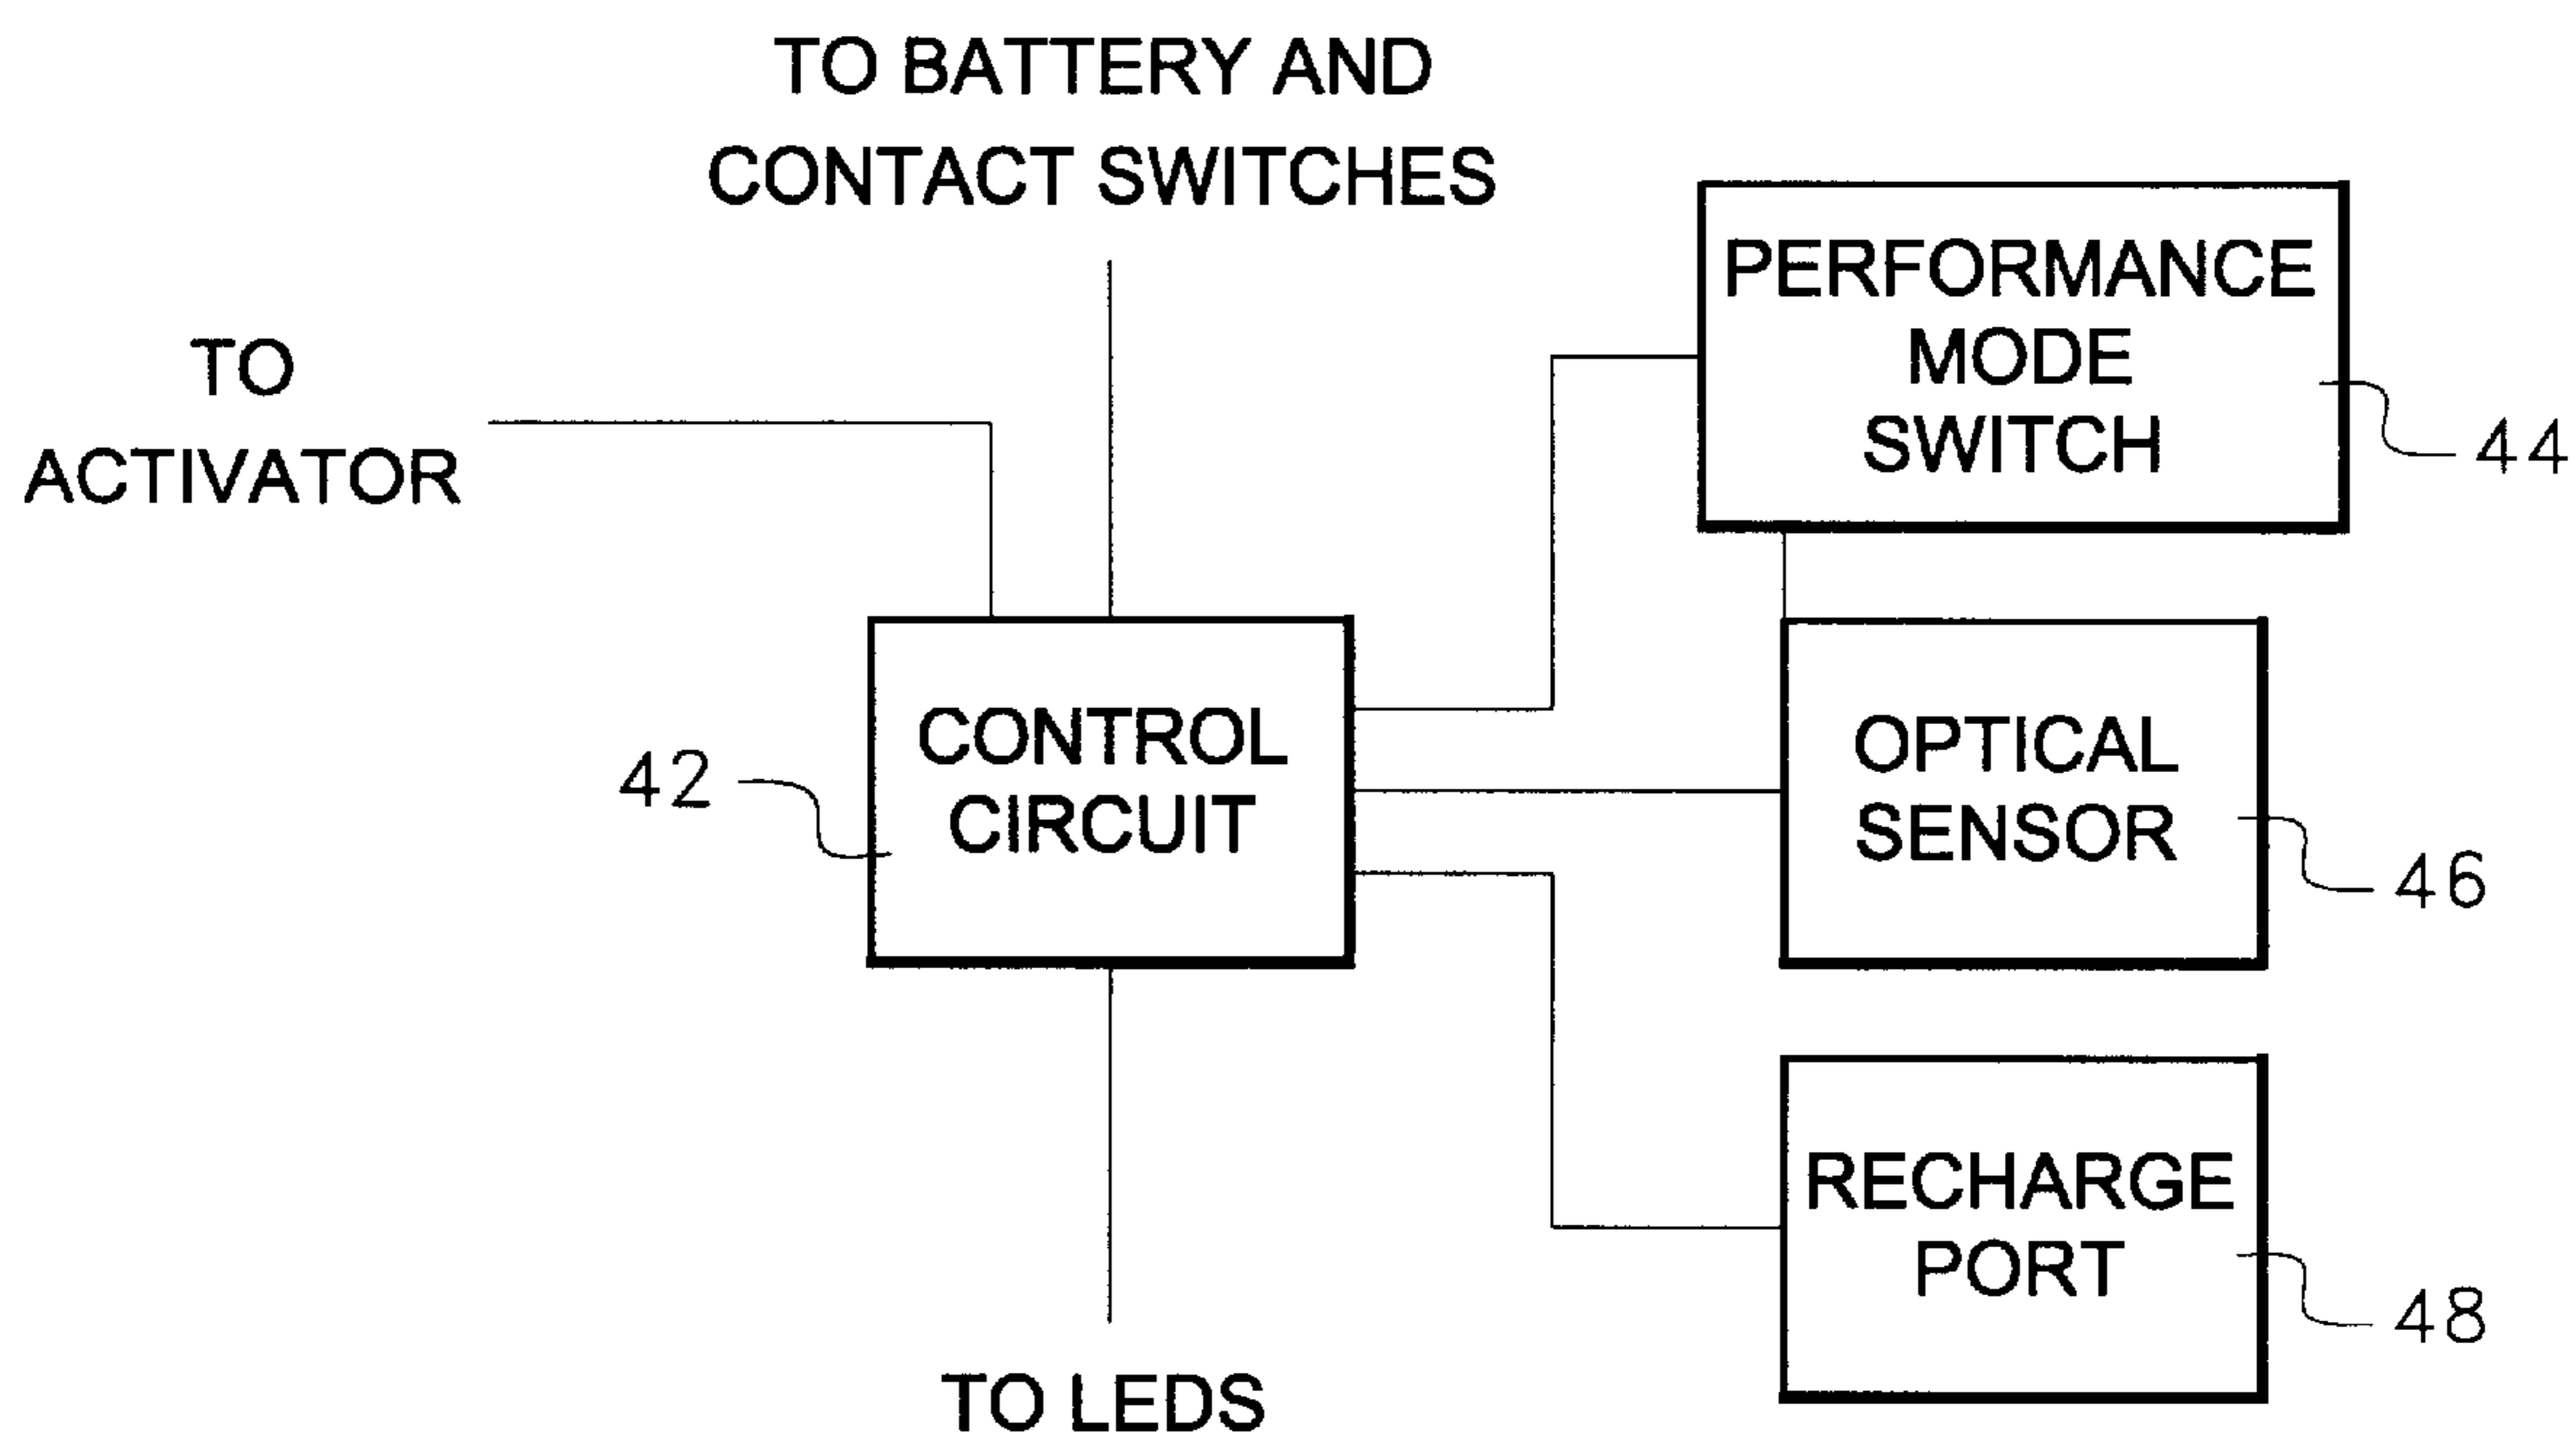 TO BATTERY AND
CONTACT SWITCHES
TO
ACTIVATOR
PERFORMANCE
MODE
SWITCH
44
CONTROL
CIRCUIT
42
OPTICAL
SENSOR
46
RECHARGE
PORT
48
TO LEDS